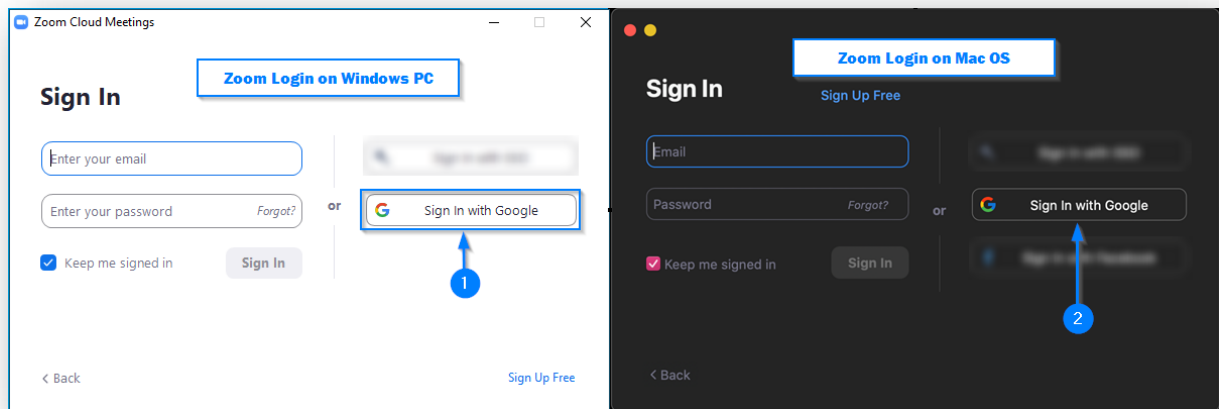 Zoom Cloud Meetings
Zoom Login on Windows PC
Sign In
Enter your email
Enter your password
Forgot?
or
Sign In with Google
Keep me signed in
Sign In
1
Back
Sign Up Free
Zoom Login on Mac OS
Sign In
Sign Up Free
Email
Password
Forgot?
or
Sign In with Google
Keep me signed in
Sign In
2
Back